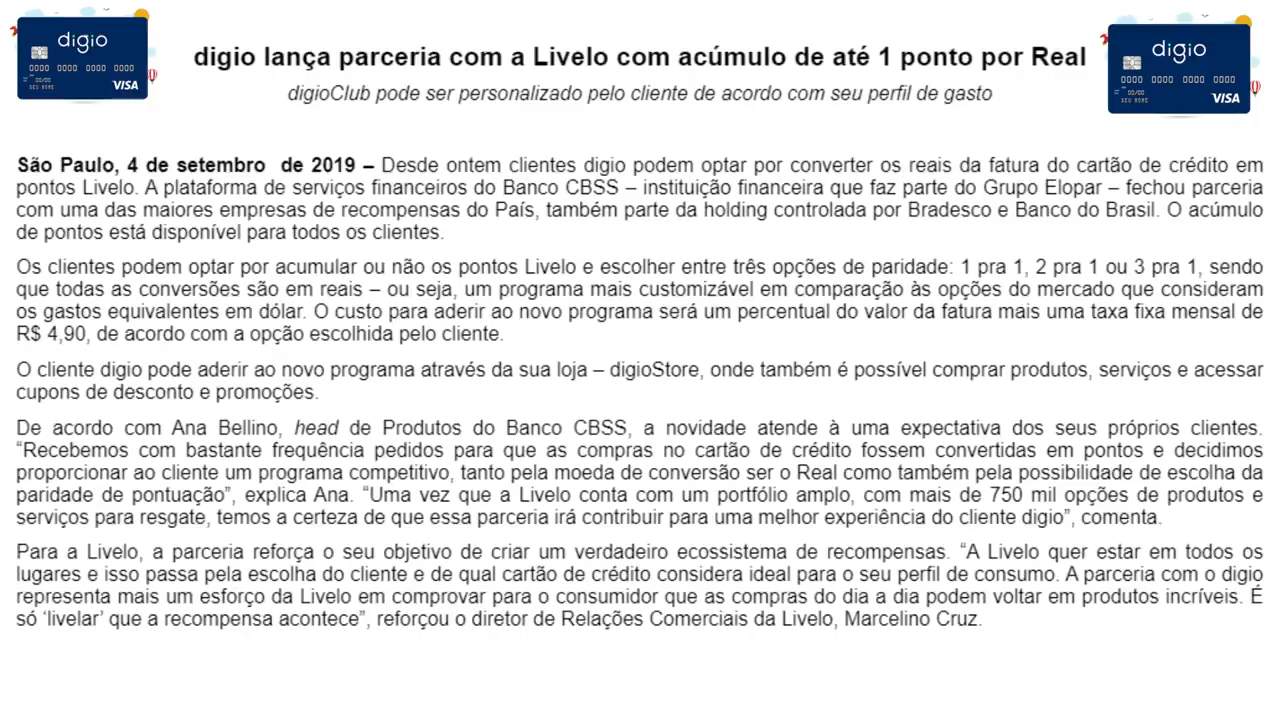 digio
0000 0000 0000 0000
00/00
SEU NOME
VISA
digio lança parceria com a Livelo com acúmulo de até 1 ponto por Real
digioClub pode ser personalizado pelo cliente de acordo com seu perfil de gasto
digio
0000 0000 0000 0000
00/00
SEU NOME
VISA
São Paulo, 4 de setembro de 2019 – Desde ontem clientes digio podem optar por converter os reais da fatura do cartão de crédito em
pontos Livelo. A plataforma de serviços financeiros do Banco CBSS – instituição financeira que faz parte do Grupo Elopar – fechou parceria
com uma das maiores empresas de recompensas do País, também parte da holding controlada por Bradesco e Banco do Brasil. O acúmulo
de pontos está disponível para todos os clientes.
Os clientes podem optar por acumular ou não os pontos Livelo e escolher entre três opções de paridade: 1 pra 1, 2 pra 1 ou 3 pra 1, sendo
que todas as conversões são em reais – ou seja, um programa mais customizável em comparação às opções do mercado que consideram
os gastos equivalentes em dólar. O custo para aderir ao novo programa será um percentual do valor da fatura mais uma taxa fixa mensal de
R$ 4,90, de acordo com a opção escolhida pelo cliente.
O cliente digio pode aderir ao novo programa através da sua loja – digioStore, onde também é possível comprar produtos, serviços e acessar
cupons de desconto e promoções.
De acordo com Ana Bellino, head de Produtos do Banco CBSS, a novidade atende à uma expectativa dos seus próprios clientes.
“Recebemos com bastante frequência pedidos para que as compras no cartão de crédito fossem convertidas em pontos e decidimos
proporcionar ao cliente um programa competitivo, tanto pela moeda de conversão ser o Real como também pela possibilidade de escolha da
paridade de pontuação”, explica Ana. “Uma vez que a Livelo conta com um portfólio amplo, com mais de 750 mil opções de produtos e
serviços para resgate, temos a certeza de que essa parceria irá contribuir para uma melhor experiência do cliente digio”, comenta.
Para a Livelo, a parceria reforça o seu objetivo de criar um verdadeiro ecossistema de recompensas. “A Livelo quer estar em todos os
lugares e isso passa pela escolha do cliente e de qual cartão de crédito considera ideal para o seu perfil de consumo. A parceria com o digio
representa mais um esforço da Livelo em comprovar para o consumidor que as compras do dia a dia podem voltar em produtos incríveis. É
só ‘livelar’ que a recompensa acontece”, reforçou o diretor de Relações Comerciais da Livelo, Marcelino Cruz.